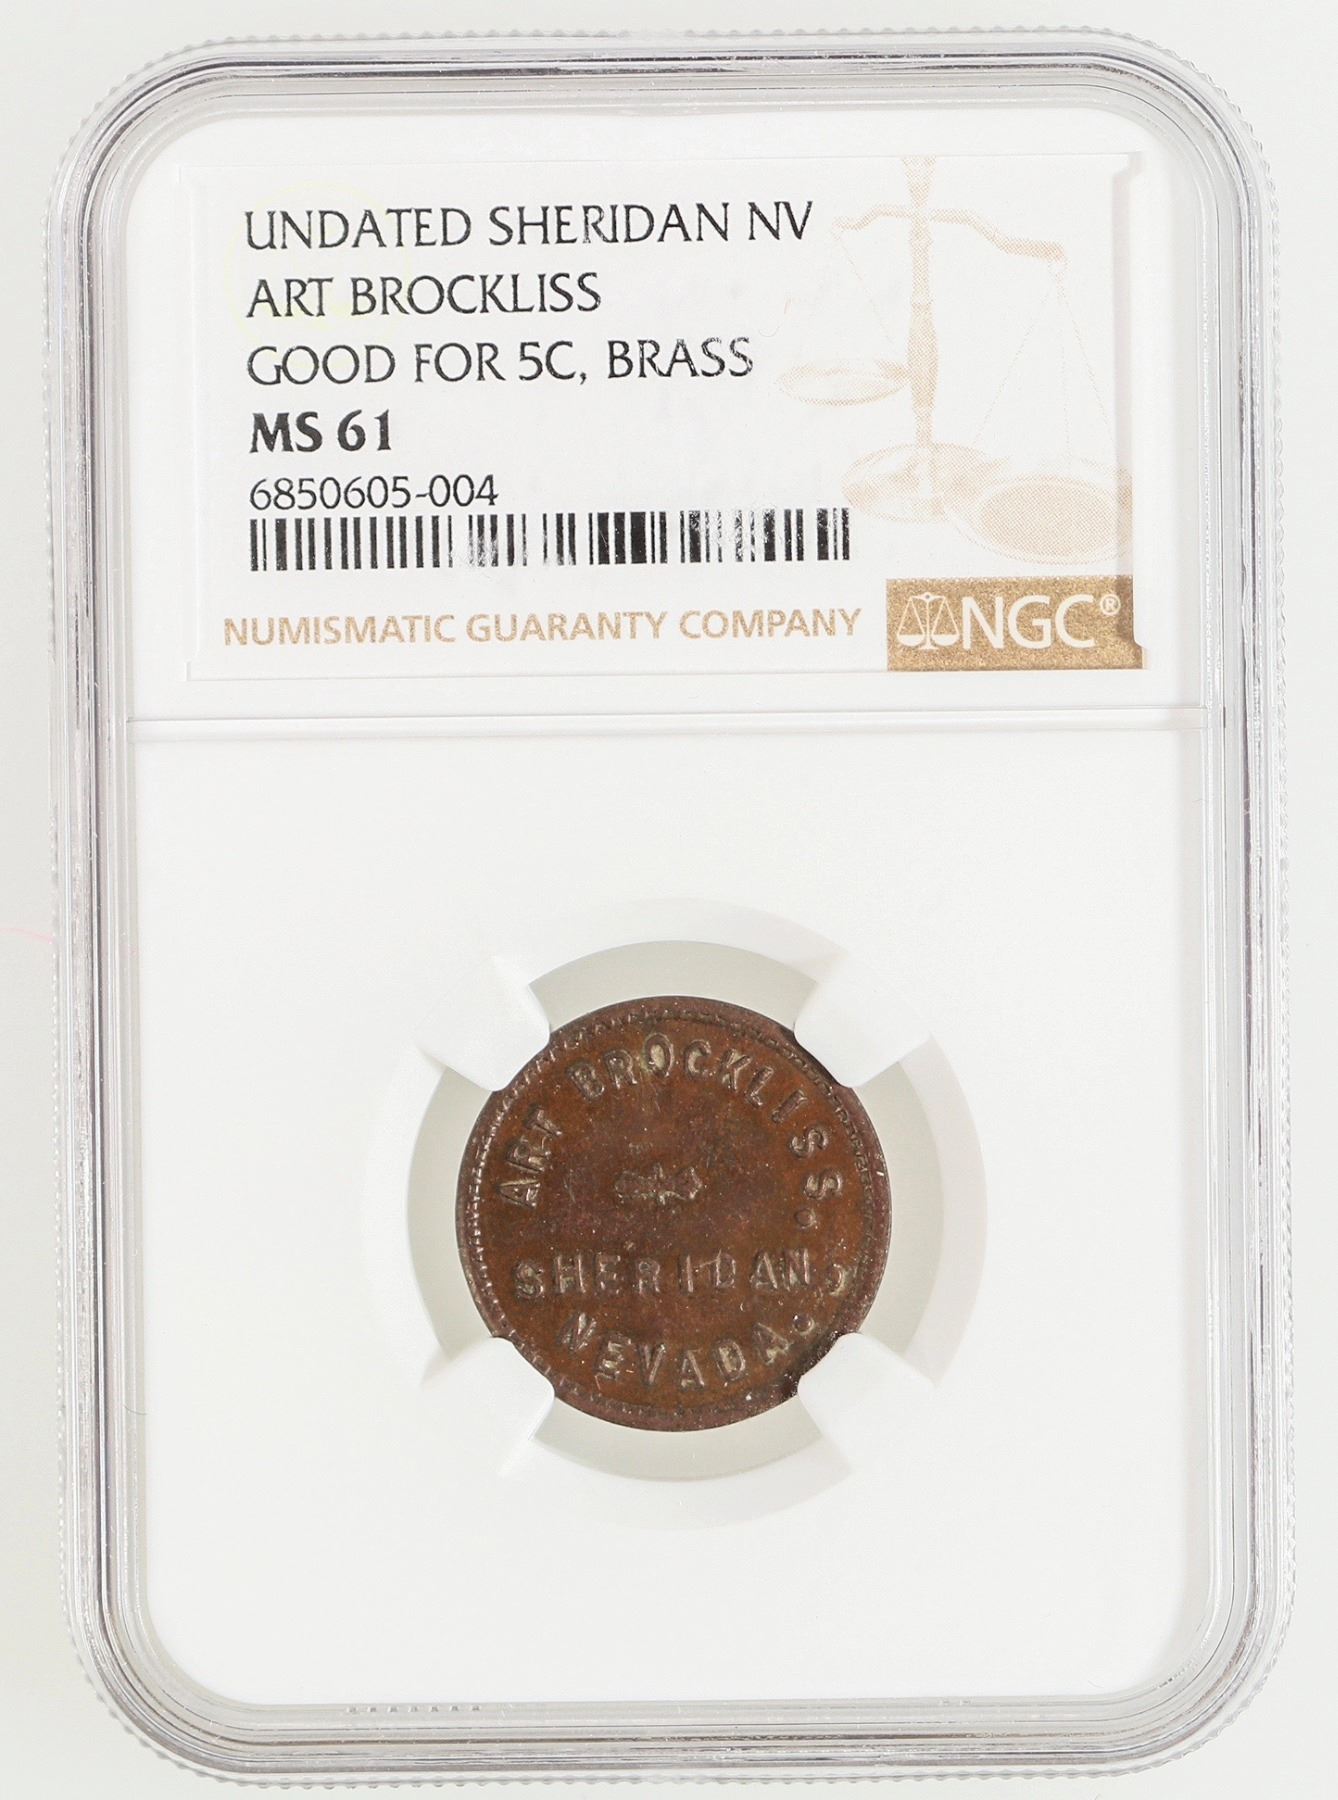 UNDATED SHERIDAN NV
ART BROCKLISS
GOOD FOR 5C, BRASS
MS 61
6850605-004
NUMISMATIC GUARANTY COMPANY
NGC®
ART BROCKLISS.
SHERIDAN,
NEVADA.